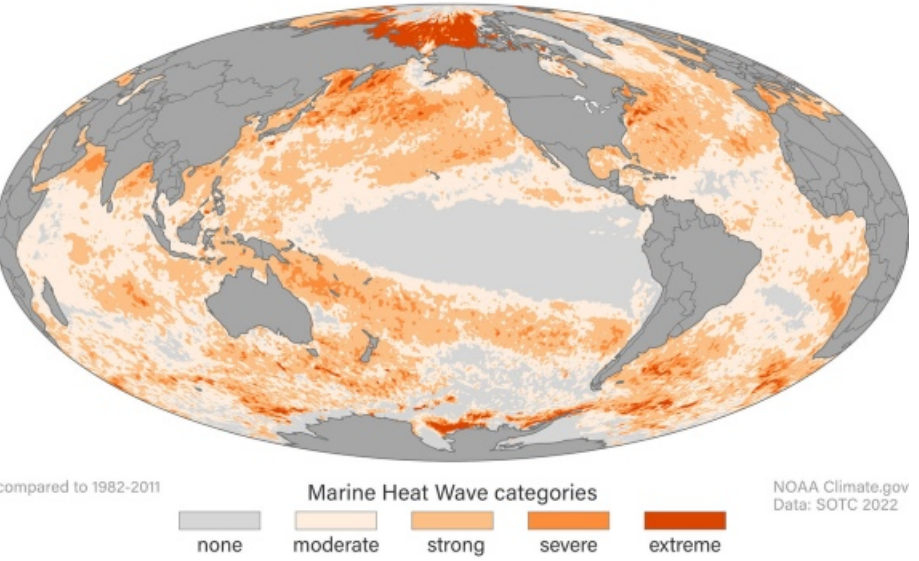 compared to 1982-2011
Marine Heat Wave categories
NOAA Climate.gov
Data: SOTC 2022
none
moderate
strong
severe
extreme